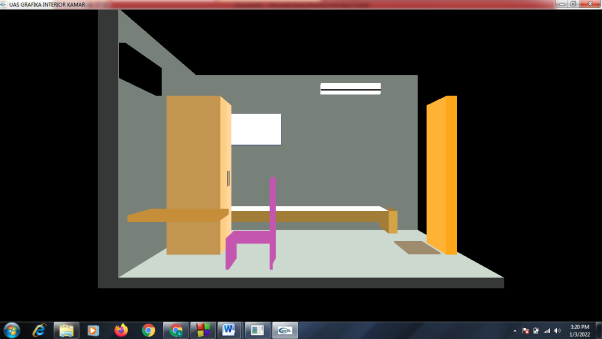 UAS GRAFIKA INTERIOR KAMAR
3:20 PM
1/3/2022